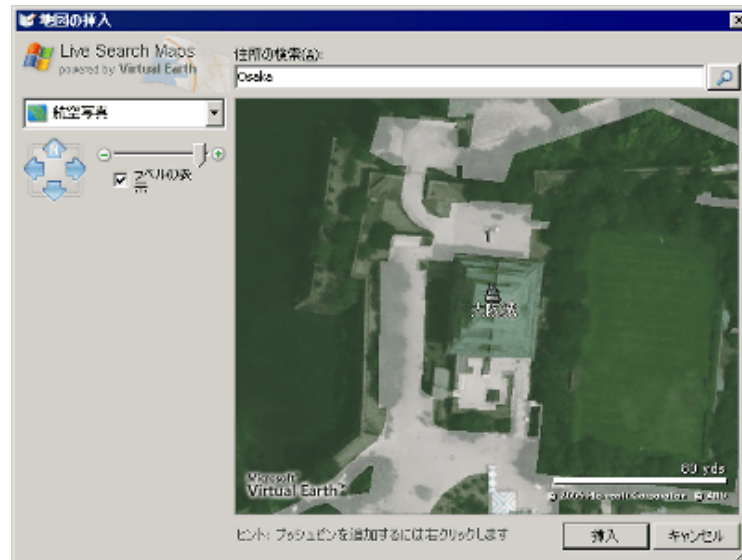 地図の挿入
Live Search Maps
powered by Virtual Earth
住所の検索(A):
Osaka
航空写真
ラベルの表
示
大阪城
60 yds
Microsoft
Virtual Earth™
ヒント: プッシュピンを追加するには右クリックします
挿入
キャンセル